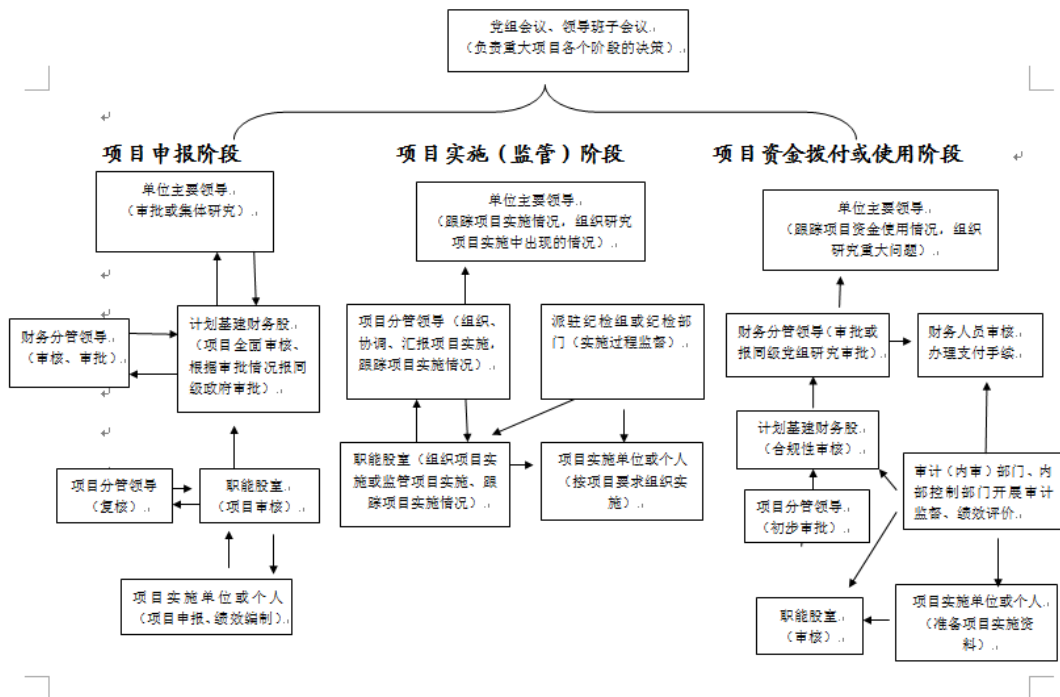 党组会议、领导班子会议
（负责重大项目各个阶段的决策）
项目申报阶段
单位主要领导
（审批或集体研究）
财务分管领导
（审核、审批）
计划基建财务股
（项目全面审核、
根据审批情况报同
级政府审批）
项目分管领导
（复核）
职能股室
（项目审核）
项目实施单位或个人
（项目申报、绩效编制）
项目实施（监管）阶段
单位主要领导
（跟踪项目实施情况，组织研究
项目实施中出现的情况）
项目分管领导（组织、
协调、汇报项目实施，
跟踪项目实施情况）
派驻纪检组或纪检部
门（实施过程监督）
职能股室（组织项目实
施或监管项目实施、跟
踪项目实施情况）
项目实施单位或个人
（按项目要求组织实
施）
项目资金拨付或使用阶段
单位主要领导
（跟踪项目资金使用情况，组织
研究重大问题）
财务分管领导（审批或
报同级党组研究审批）
财务人员审核
办理支付手续
计划基建财务股
（合规性审核）
项目分管领导
（初步审批）
审计（内审）部门、内
部控制部门开展审计
监督、绩效评价
职能股室
（审核）
项目实施单位或个人
（准备项目实施资
料）